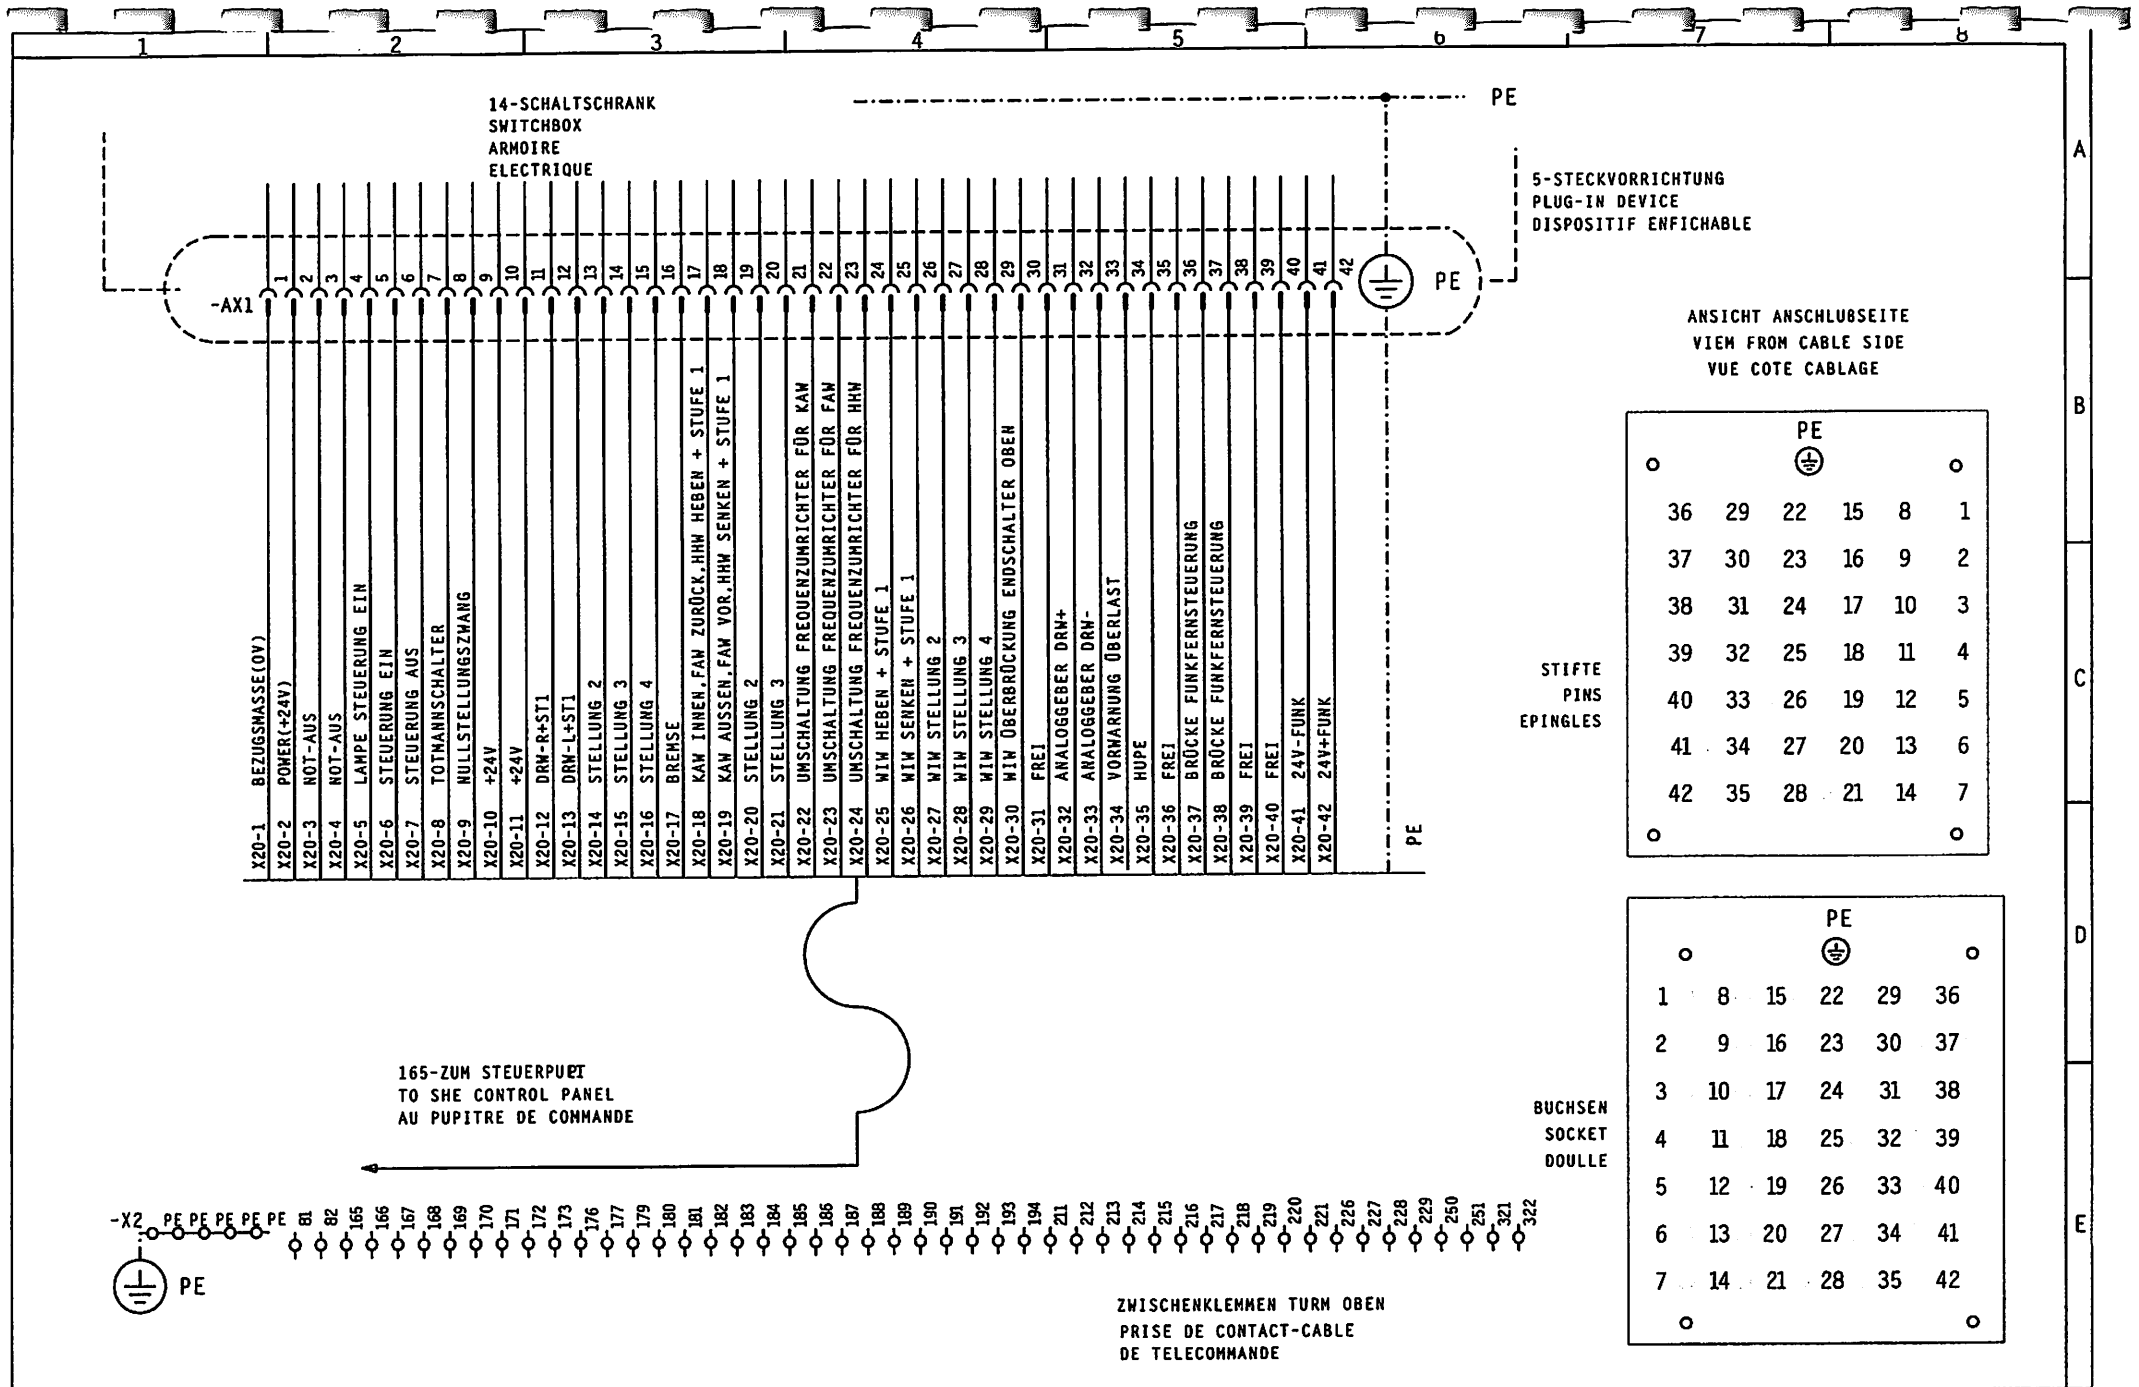 1 2 3 4 5 6 7 8
14-SCHALTSCHRANK
SWITCHBOX
ARMOIRE
ELECTRIQUE
PE
A
5-STECKVORRICHTUNG
PLUG-IN DEVICE
DISPOSITIF ENFICHABLE
1 2 3 4 5 6 7 8 9 10 11 12 13 14 15 16 17 18 19 20 21 22 23 24 25 26 27 28 29 30 31 32 33 34 35 36 37 38 39 40 41 42
-AX1
PE
X20-1 BEZUGSMASSE(0V)
X20-2 POWER(+24V)
X20-3 NOT-AUS
X20-4 NOT-AUS
X20-5 LAMPE STEUERUNG EIN
X20-6 STEUERUNG EIN
X20-7 STEUERUNG AUS
X20-8 TOTMANNSCHALTER
X20-9 NULLSTELLUNGSZWANG
X20-10 +24V
X20-11 +24V
X20-12 DRW-R+ST1
X20-13 DRW-L+ST1
X20-14 STELLUNG 2
X20-15 STELLUNG 3
X20-16 STELLUNG 4
X20-17 BREMSE
X20-18 KAW INNEN,FAW ZURÜCK,HHW HEBEN + STUFE 1
X20-19 KAW AUSSEN,FAW VOR,HHW SENKEN + STUFE 1
X20-20 STELLUNG 2
X20-21 STELLUNG 3
X20-22 UMSCHALTUNG FREQUENZUMRICHTER FÜR KAW
X20-23 UMSCHALTUNG FREQUENZUMRICHTER FÜR FAW
X20-24 UMSCHALTUNG FREQUENZUMRICHTER FÜR HHW
X20-25 WIW HEBEN + STUFE 1
X20-26 WIW SENKEN + STUFE 1
X20-27 WIW STELLUNG 2
X20-28 WIW STELLUNG 3
X20-29 WIW STELLUNG 4
X20-30 WIW ÜBERBRÜCKUNG ENDSCHALTER OBEN
X20-31 FREI
X20-32 ANALOGGEBER DRW+
X20-33 ANALOGGEBER DRW-
X20-34 VORWARNUNG ÜBERLAST
X20-35 HUPE
X20-36 FREI
X20-37 BRÜCKE FUNKFERNSTEUERUNG
X20-38 BRÜCKE FUNKFERNSTEUERUNG
X20-39 FREI
X20-40 FREI
X20-41 24V-FUNK
X20-42 24V+FUNK
PE
ANSICHT ANSCHLUßSEITE
VIEM FROM CABLE SIDE
VUE COTE CABLAGE
B
PE
36 29 22 15 8 1
37 30 23 16 9 2
38 31 24 17 10 3
39 32 25 18 11 4
40 33 26 19 12 5
41 34 27 20 13 6
42 35 28 21 14 7
STIFTE
PINS
EPINGLES
C
D
PE
1 8 15 22 29 36
2 9 16 23 30 37
3 10 17 24 31 38
4 11 18 25 32 39
5 12 19 26 33 40
6 13 20 27 34 41
7 14 21 28 35 42
BUCHSEN
SOCKET
DOULLE
E
165-ZUM STEUERPULT
TO SHE CONTROL PANEL
AU PUPITRE DE COMMANDE
-X2 PE PE PE PE PE 81 82 165 166 167 168 169 170 171 172 173 176 177 179 180 181 182 183 184 185 186 187 188 189 190 191 192 193 194 211 212 213 214 215 216 217 218 219 220 221 226 227 228 229 250 251 321 322
PE
ZWISCHENKLEMMEN TURM OBEN
PRISE DE CONTACT-CABLE
DE TELECOMMANDE